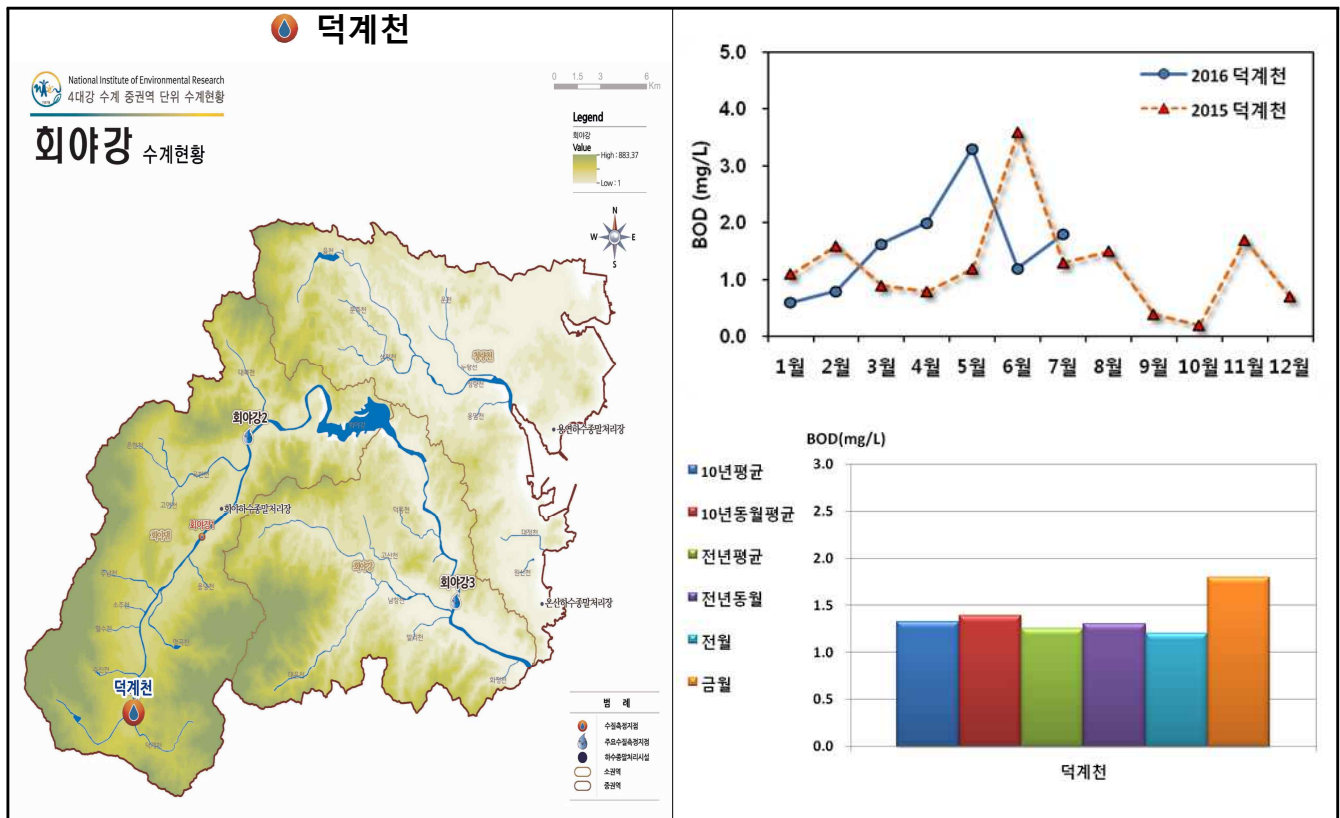 덕계천
National Institute of Environmental Research
4대강 수계 중권역 단위 수계현황
회야강 수계현황
0 1.5 3 6
Km
Legend
회야강
Value
High : 883.37
Low : 1
N
W E
S
회야강2
회야하수종말처리장
용연하수종말처리장
회야강3
온산하수종말처리장
덕계천
범 례
수질측정지점
주요수질측정지점
하수종말처리시설
소권역
중권역
BOD (mg/L)
5.0
4.0
3.0
2.0
1.0
0.0
2016 덕계천
2015 덕계천
1월 2월 3월 4월 5월 6월 7월 8월 9월 10월 11월 12월
BOD(mg/L)
10년평균
10년동월평균
전년평균
전년동월
전월
금월
3.0
2.5
2.0
1.5
1.0
0.5
0.0
덕계천